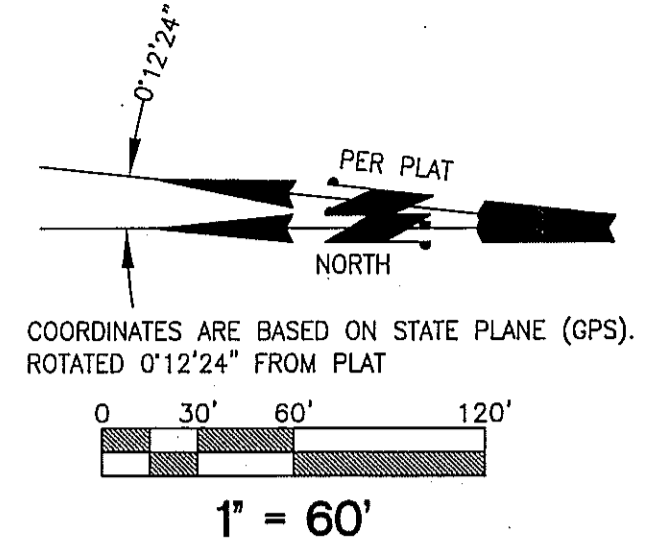 0°12'24"
PER PLAT
NORTH
COORDINATES ARE BASED ON STATE PLANE (GPS).
ROTATED 0°12'24" FROM PLAT
0 30' 60' 120'
1" = 60'